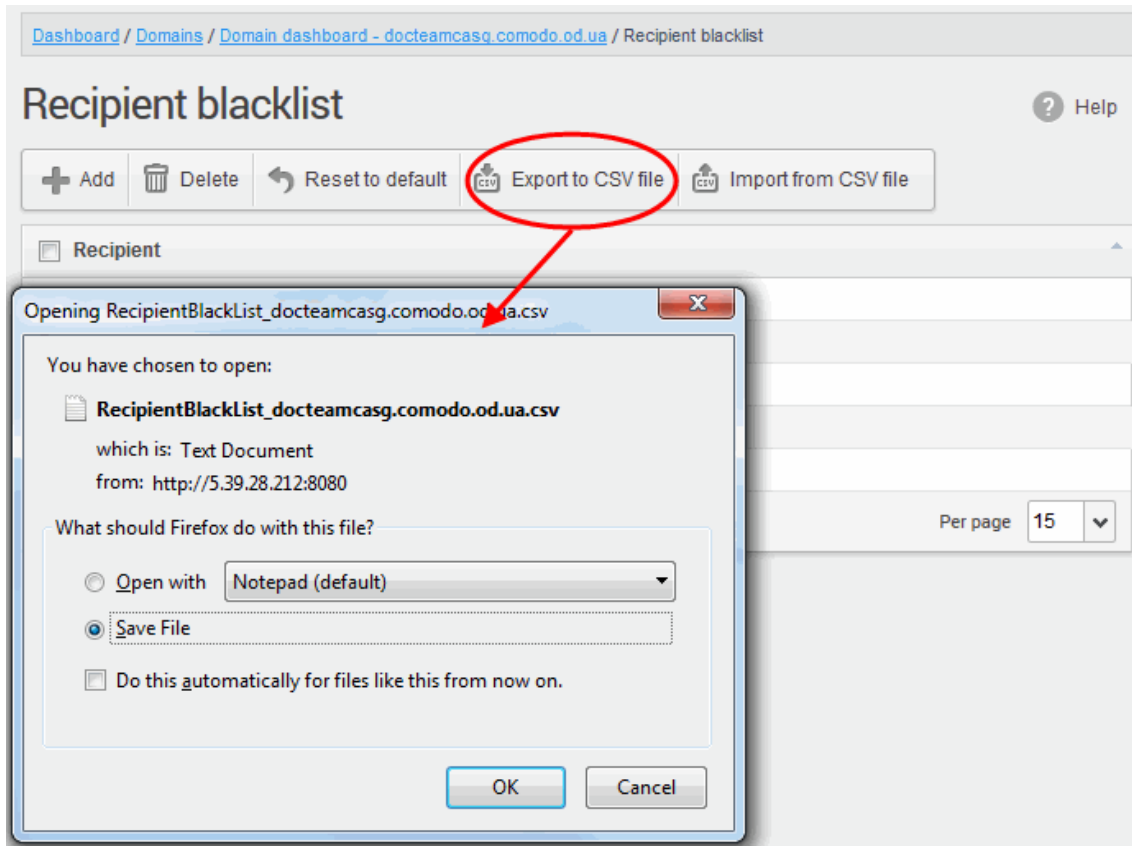 Dashboard / Domains / Domain dashboard - docteamcasg.comodo.od.ua / Recipient blacklist
Recipient blacklist
? Help
Add Delete Reset to default Export to CSV file Import from CSV file
Recipient
Opening RecipientBlackList_docteamcasg.comodo.od.ua.csv
You have chosen to open:
RecipientBlackList_docteamcasg.comodo.od.ua.csv
which is: Text Document
from: http://5.39.28.212:8080
What should Firefox do with this file?
Per page 15
Open with Notepad (default)
Save File
Do this automatically for files like this from now on.
OK Cancel